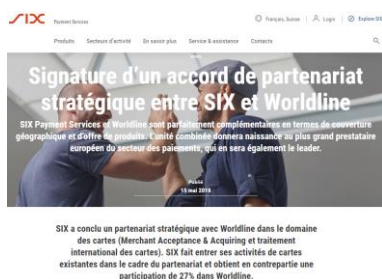 SIX
Payment Services
Français, Suisse
Login
Explore SIX
Produits
Secteurs d'activité
En savoir plus
Service & assistance
Contacts
Signature d'un accord de partenariat
stratégique entre SIX et Worldline
SIX Payment Services et Worldline sont parfaitement complémentaires en termes de couverture
géographique et d'offre de produits. L'unité combinée donnera naissance au plus grand prestataire
européen du secteur des paiements, qui en sera également le leader.
Publié
15 mai 2018
SIX a conclu un partenariat stratégique avec Worldline dans le domaine
des cartes (Merchant Acceptance & Acquiring et traitement
international des cartes). SIX fait entrer ses activités de cartes
existantes dans le cadre du partenariat et obtient en contrepartie une
participation de 27% dans Worldline.